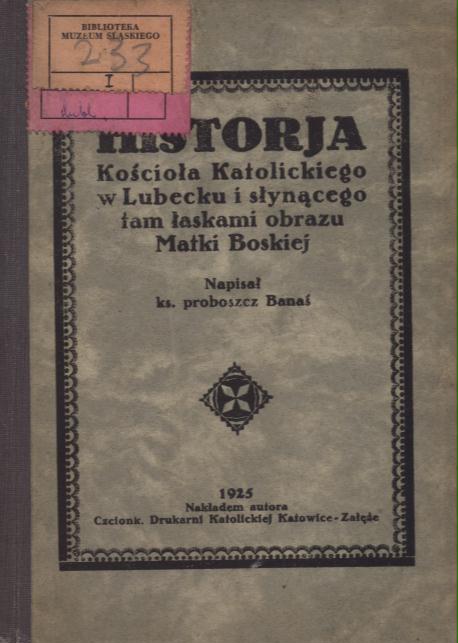 BIBLIOTEKA
MUZEUM ŚLĄSKIEGO
233
I
dubl.
HISTORJA
Kościoła Katolickiego
w Lubecku i słynącego
tam łaskami obrazu
Matki Boskiej
Napisał
ks. proboszcz Banaś
1925
Nakładem autora
Czcionk. Drukarni Katolickiej Katowice-Załęże